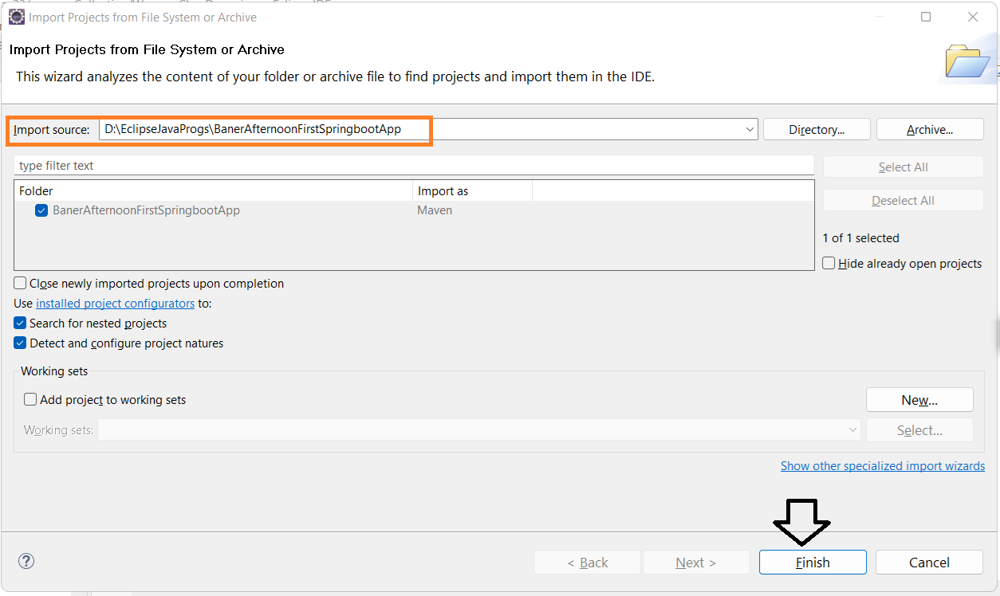 Import Projects from File System or Archive
Import Projects from File System or Archive
This wizard analyzes the content of your folder or archive file to find projects and import them in the IDE.
Import source: D:\EclipseJavaProgs\BanerAfternoonFirstSpringbootApp Directory... Archive...
type filter text Select All
Folder Import as
Deselect All
BanerAfternoonFirstSpringbootApp Maven
1 of 1 selected
Hide already open projects
Close newly imported projects upon completion
Use installed project configurators to:
Search for nested projects
Detect and configure project natures
Working sets
Add project to working sets New...
Working sets: Select...
Show other specialized import wizards
? < Back Next > Finish Cancel